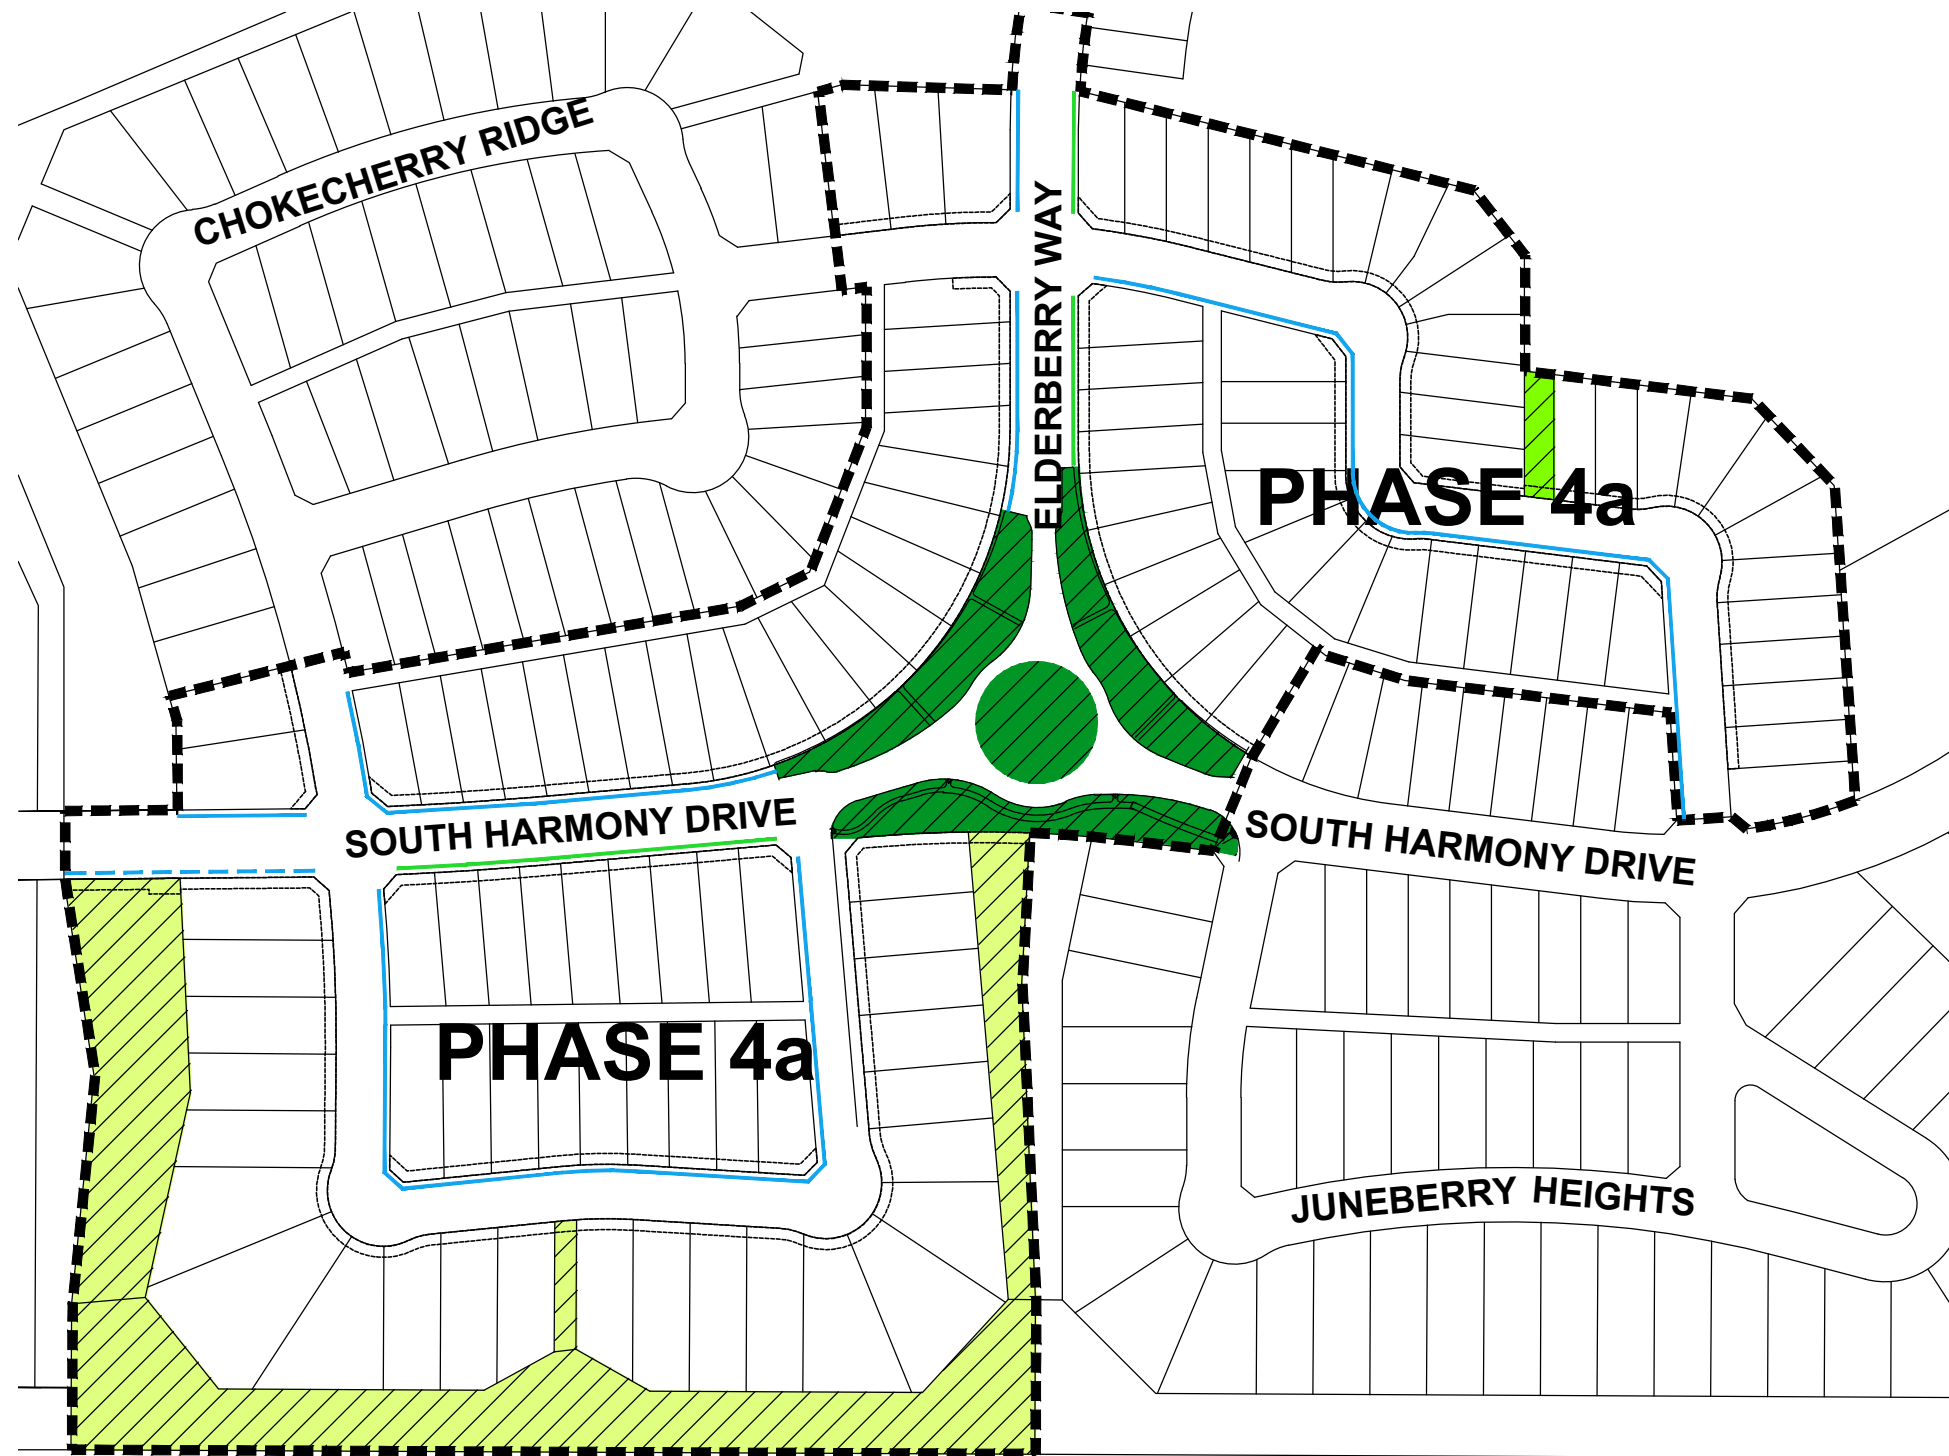 CHOKECHERRY RIDGE
ELDERBERRY WAY
PHASE 4a
SOUTH HARMONY DRIVE
SOUTH HARMONY DRIVE
PHASE 4a
JUNEBERRY HEIGHTS